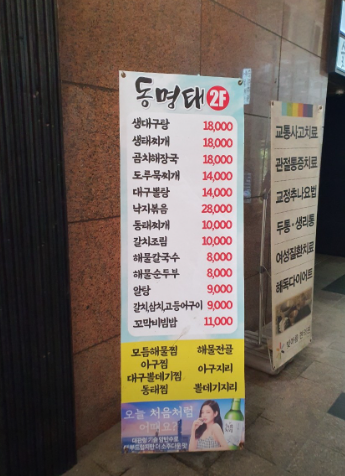 동명태 2F
생대구탕 18,000
생태찌개 18,000
곰치해장국 18,000
도루묵찌개 14,000
대구뽈탕 14,000
낙지볶음 28,000
동태찌개 10,000
갈치조림 10,000
해물칼국수 8,000
해물순두부 8,000
알탕 9,000
갈치,삼치,고등어구이 9,000
꼬막비빔밥 11,000
모듬해물찜 해물전골
아구찜 아구지리
대구뽈데기찜
동태찜 뽈데기지리
오늘 처음처럼
어때요?
교통사고치료
관절통증치료
교정추나요법
두통·생리통
여성질환치료
해독다이어트